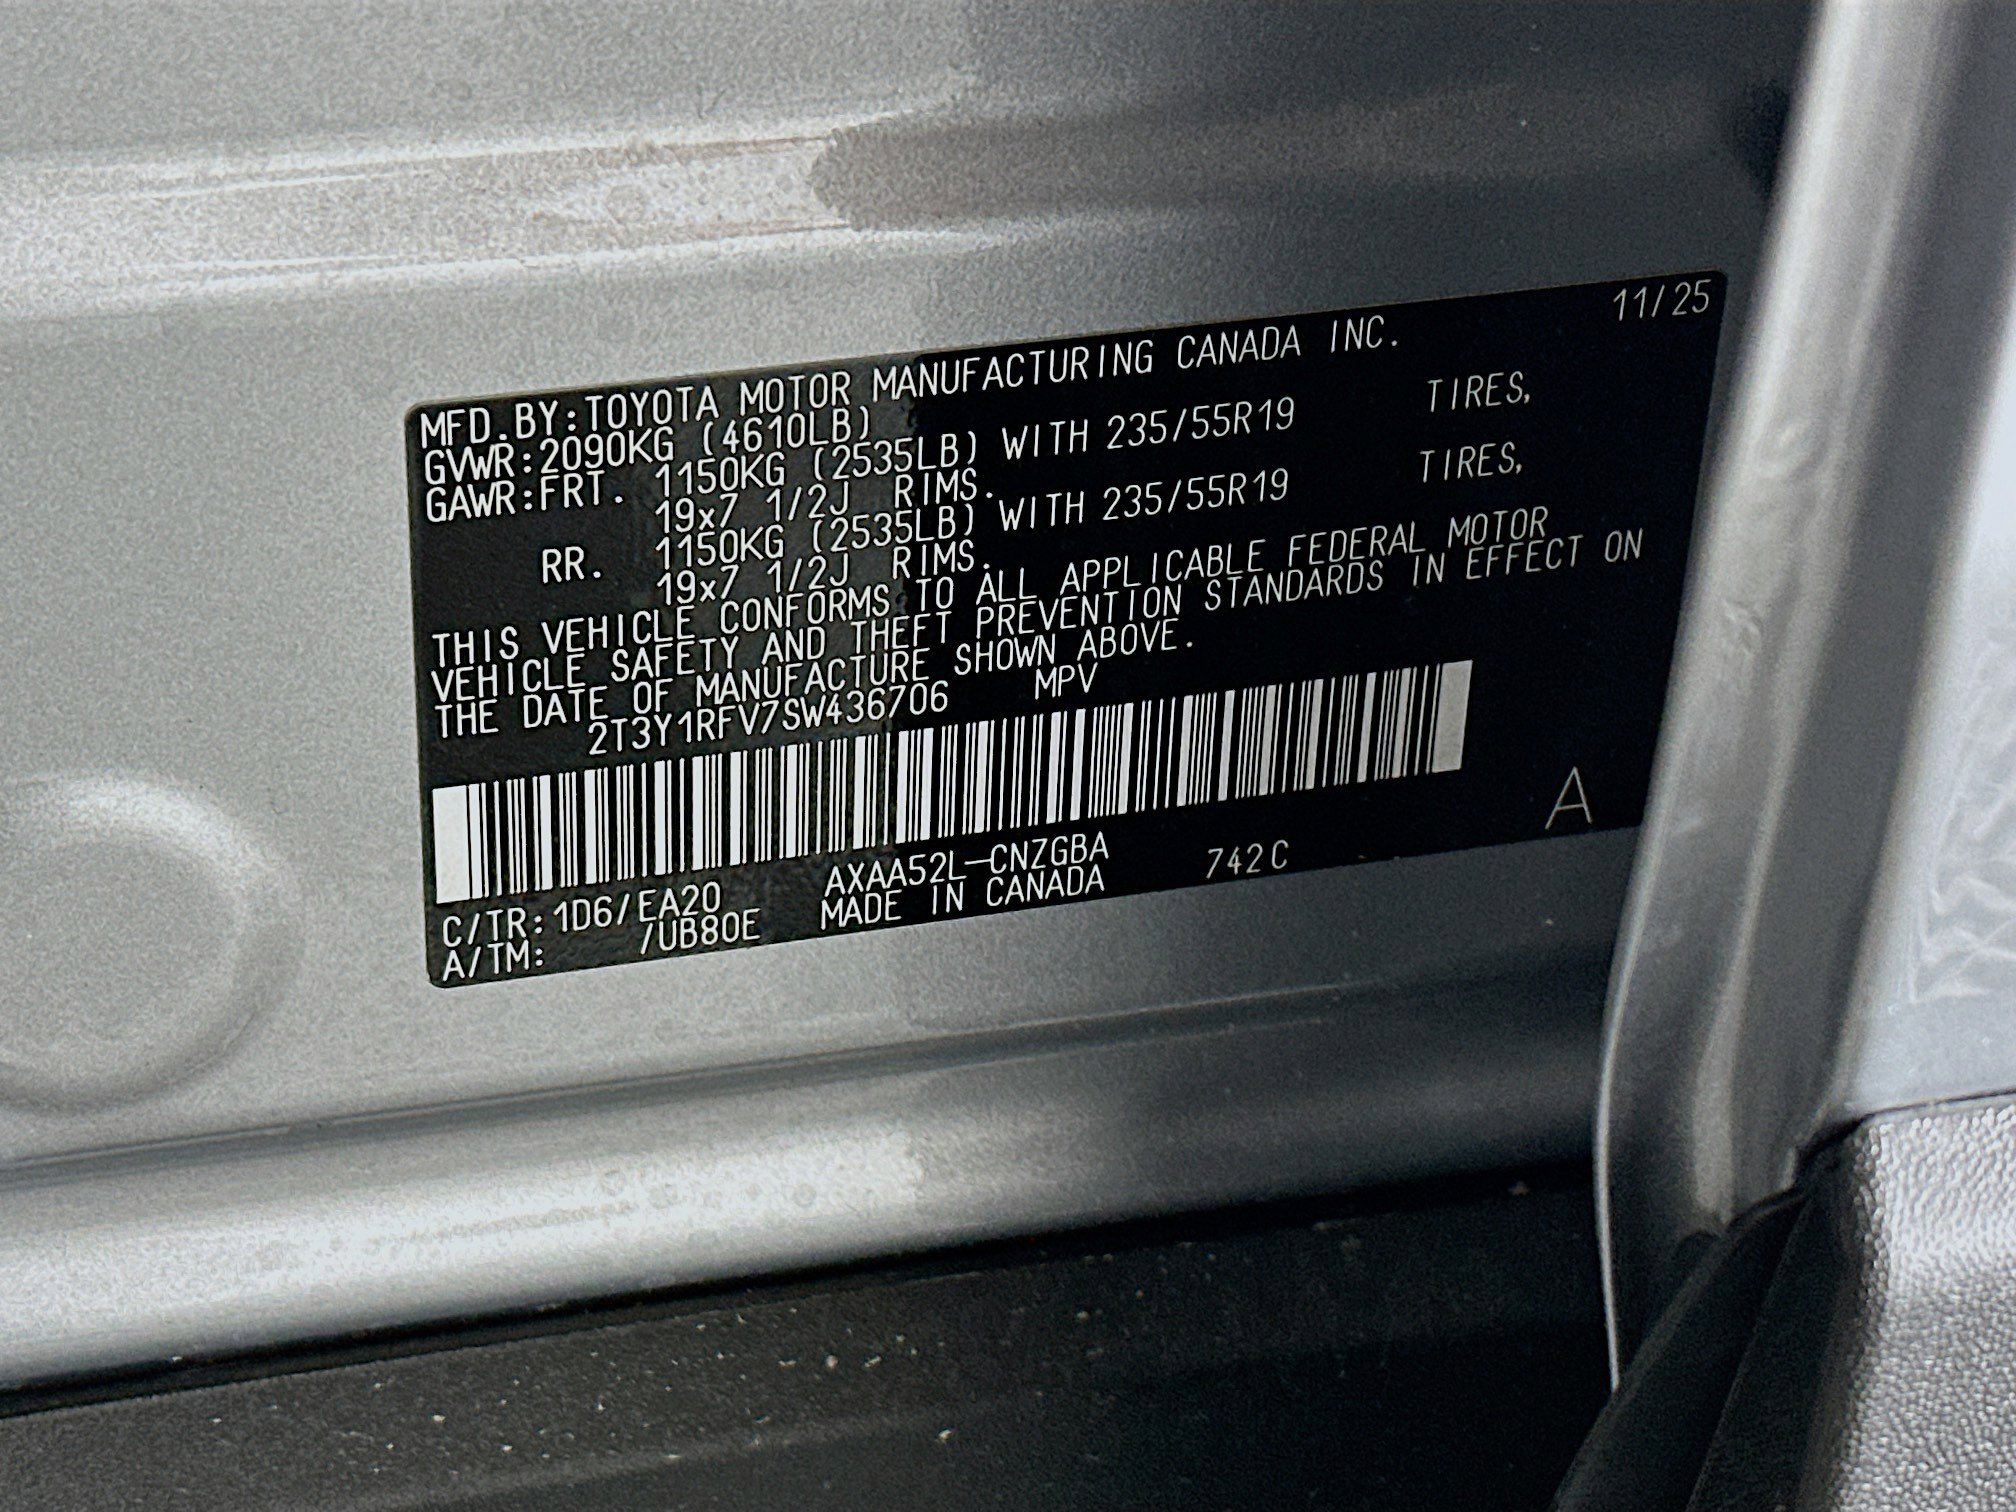 11/25
MFD.BY:TOYOTA MOTOR MANUFACTURING CANADA INC.
GVWR:2090KG (4610LB)
GAWR:FRT. 1150KG (2535LB) WITH 235/55R19 TIRES,
19x7 1/2J RIMS.
RR. 1150KG (2535LB) WITH 235/55R19 TIRES,
19x7 1/2J RIMS.
THIS VEHICLE CONFORMS TO ALL APPLICABLE FEDERAL MOTOR
VEHICLE SAFETY AND THEFT PREVENTION STANDARDS IN EFFECT ON
THE DATE OF MANUFACTURE SHOWN ABOVE.
2T3Y1RFV7SW436706 MPV
A
C/TR:1D6/EA20 AXAA52L-CNZGBA 742C
A/TM: /UB80E MADE IN CANADA